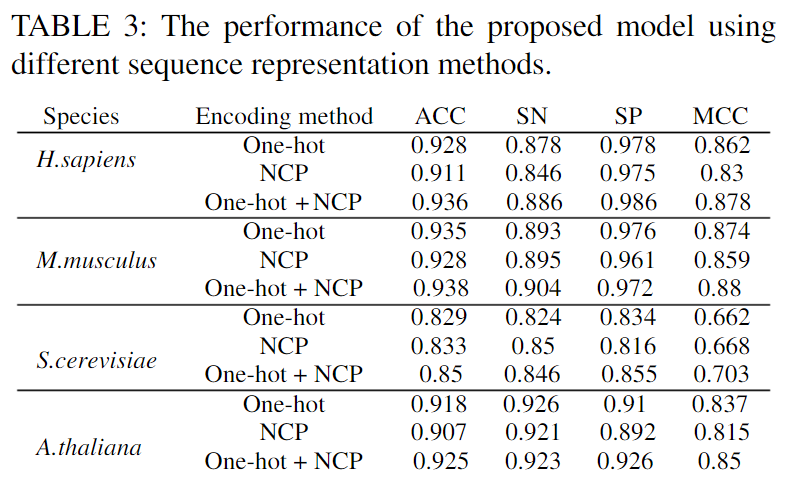 TABLE 3: The performance of the proposed model using
different sequence representation methods.
Species Encoding method ACC SN SP MCC
H.sapiens
One-hot 0.928 0.878 0.978 0.862
NCP 0.911 0.846 0.975 0.83
One-hot + NCP 0.936 0.886 0.986 0.878
M.musculus
One-hot 0.935 0.893 0.976 0.874
NCP 0.928 0.895 0.961 0.859
One-hot + NCP 0.938 0.904 0.972 0.88
S.cerevisiae
One-hot 0.829 0.824 0.834 0.662
NCP 0.833 0.85 0.816 0.668
One-hot + NCP 0.85 0.846 0.855 0.703
A.thaliana
One-hot 0.918 0.926 0.91 0.837
NCP 0.907 0.921 0.892 0.815
One-hot + NCP 0.925 0.923 0.926 0.85